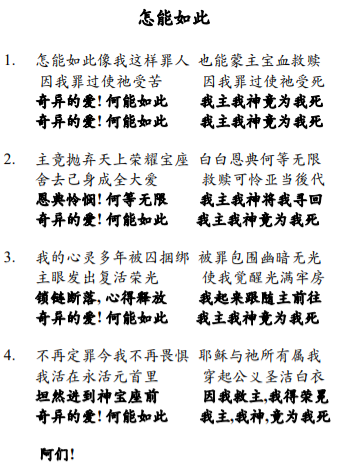 怎能如此
1. 怎能如此像我这样罪人 也能蒙主宝血救赎
因我罪过使祂受苦 因我罪过使祂受死
奇异的爱! 何能如此 我主我神竟为我死
奇异的爱! 何能如此 我主我神竟为我死
2. 主竟抛弃天上荣耀宝座 白白恩典何等无限
舍去己身成全大爱 救赎可怜亚当後代
恩典怜悯! 何等无限 我主我神将我寻回
奇异的爱! 何能如此 我主我神竟为我死
3. 我的心灵多年被囚捆绑 被罪包围幽暗无光
主眼发出复活荣光 使我觉醒光满牢房
锁链断落, 心得释放 我起来跟随主前往
奇异的爱! 何能如此 我主我神竟为我死
4. 不再定罪今我不再畏惧 耶稣与祂所有属我
我活在永活元首里 穿起公义圣洁白衣
坦然进到神宝座前 因我救主,我得荣冕
奇异的爱! 何能如此 我主,我神,竟为我死
阿们!